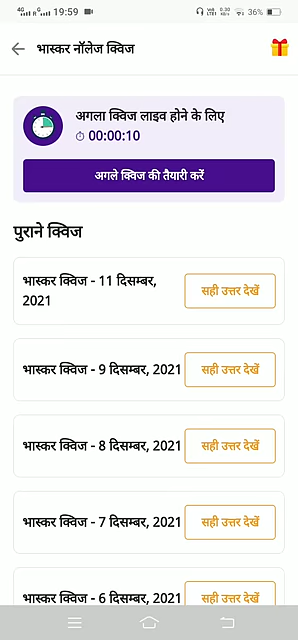 19:59
36%
भास्कर नॉलेज क्विज
अगला क्विज लाइव होने के लिए
00:00:10
अगले क्विज की तैयारी करें
पुराने क्विज
भास्कर क्विज - 11 दिसम्बर,
2021
सही उत्तर देखें
भास्कर क्विज - 9 दिसम्बर, 2021
सही उत्तर देखें
भास्कर क्विज - 8 दिसम्बर, 2021
सही उत्तर देखें
भास्कर क्विज - 7 दिसम्बर, 2021
सही उत्तर देखें
भास्कर क्विज - 6 दिसम्बर, 2021
सही उत्तर देखें